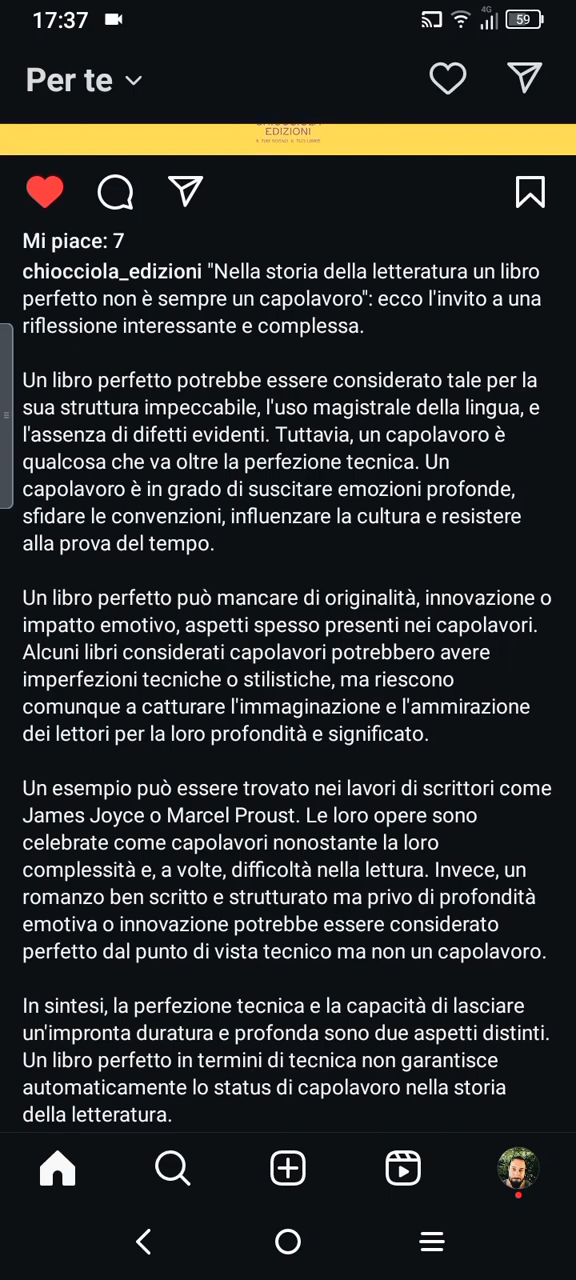 17:37
4G
59
Per te
EDIZIONI
Mi piace: 7
chiocciola_edizioni "Nella storia della letteratura un libro
perfetto non è sempre un capolavoro": ecco l'invito a una
riflessione interessante e complessa.
Un libro perfetto potrebbe essere considerato tale per la
sua struttura impeccabile, l'uso magistrale della lingua, e
l'assenza di difetti evidenti. Tuttavia, un capolavoro è
qualcosa che va oltre la perfezione tecnica. Un
capolavoro è in grado di suscitare emozioni profonde,
sfidare le convenzioni, influenzare la cultura e resistere
alla prova del tempo.
Un libro perfetto può mancare di originalità, innovazione o
impatto emotivo, aspetti spesso presenti nei capolavori.
Alcuni libri considerati capolavori potrebbero avere
imperfezioni tecniche o stilistiche, ma riescono
comunque a catturare l'immaginazione e l'ammirazione
dei lettori per la loro profondità e significato.
Un esempio può essere trovato nei lavori di scrittori come
James Joyce o Marcel Proust. Le loro opere sono
celebrate come capolavori nonostante la loro
complessità e, a volte, difficoltà nella lettura. Invece, un
romanzo ben scritto e strutturato ma privo di profondità
emotiva o innovazione potrebbe essere considerato
perfetto dal punto di vista tecnico ma non un capolavoro.
In sintesi, la perfezione tecnica e la capacità di lasciare
un'impronta duratura e profonda sono due aspetti distinti.
Un libro perfetto in termini di tecnica non garantisce
automaticamente lo status di capolavoro nella storia
della letteratura.